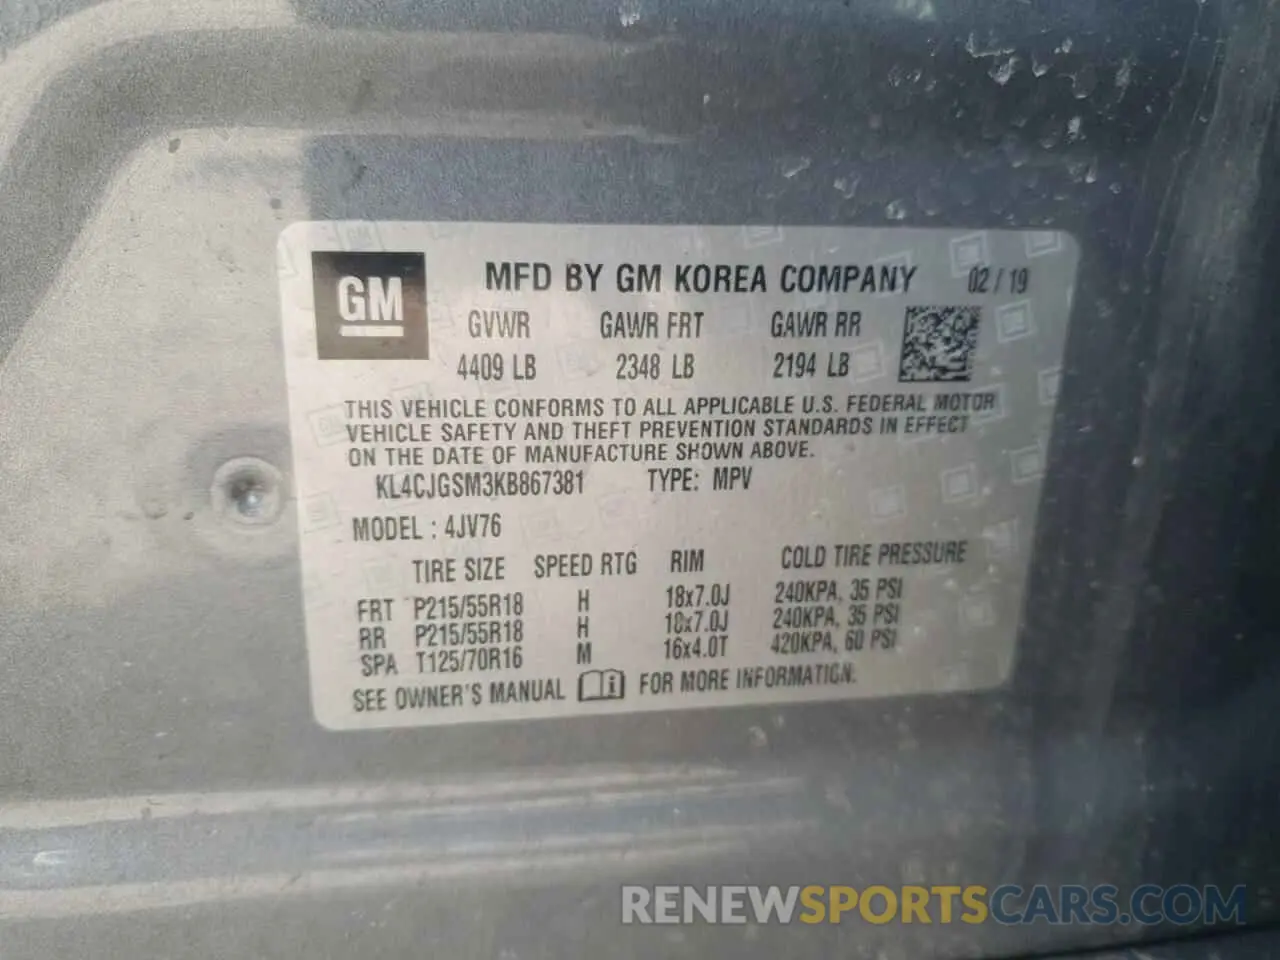 GM
MFD BY GM KOREA COMPANY 02/19
GVWR GAWR FRT GAWR RR
4409 LB 2348 LB 2194 LB
THIS VEHICLE CONFORMS TO ALL APPLICABLE U.S. FEDERAL MOTOR
VEHICLE SAFETY AND THEFT PREVENTION STANDARDS IN EFFECT
ON THE DATE OF MANUFACTURE SHOWN ABOVE.
KL4CJGSM3KB867381 TYPE: MPV
MODEL : 4JV76
TIRE SIZE SPEED RTG RIM COLD TIRE PRESSURE
FRT P215/55R18 H 18x7.0J 240KPA, 35 PSI
RR P215/55R18 H 18x7.0J 240KPA, 35 PSI
SPA T125/70R16 M 16x4.0T 420KPA, 60 PSI
SEE OWNER'S MANUAL i FOR MORE INFORMATION.
RENEWSPORTSCARS.COM